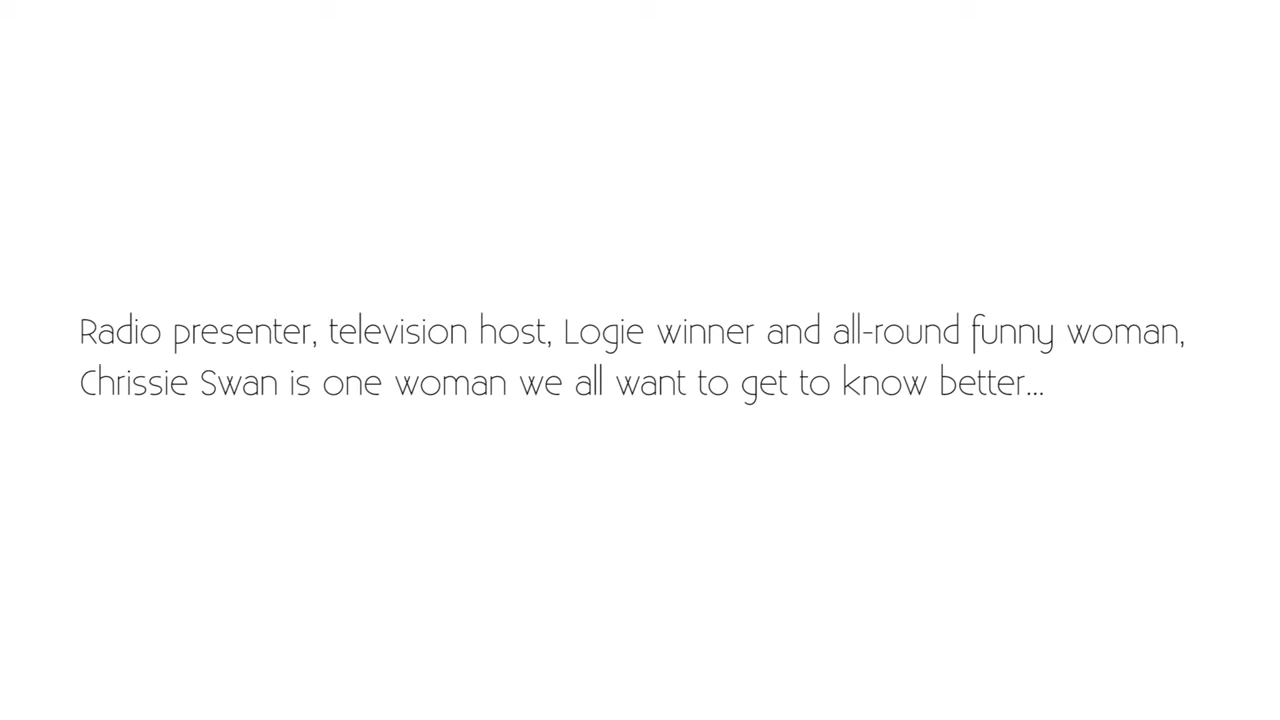 Radio presenter, television host, Logie winner and all-round funny woman,
Chrissie Swan is one woman we all want to get to know better...